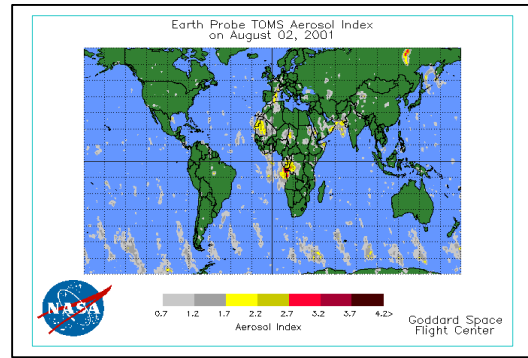 Earth Probe TOMS Aerosol Index
on August 02, 2001
NASA
0.7 1.2 1.7 2.2 2.7 3.2 3.7 4.2>
Aerosol Index
Goddard Space
Flight Center